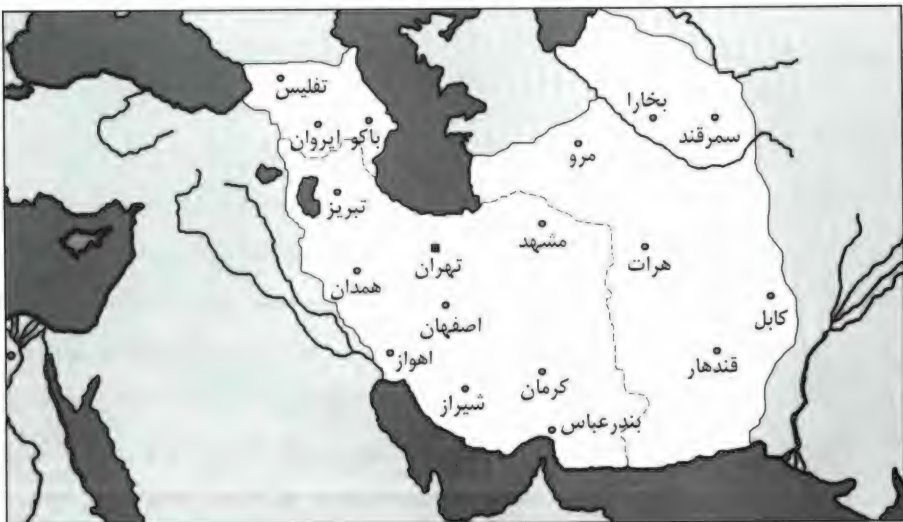 تفلیس
باکو
ایروان
تبریز
همدان
تهران
اصفهان
اهواز
شیراز
کرمان
بندرعباس
مشهد
مرو
بخارا
سمرقند
هرات
کابل
قندهار